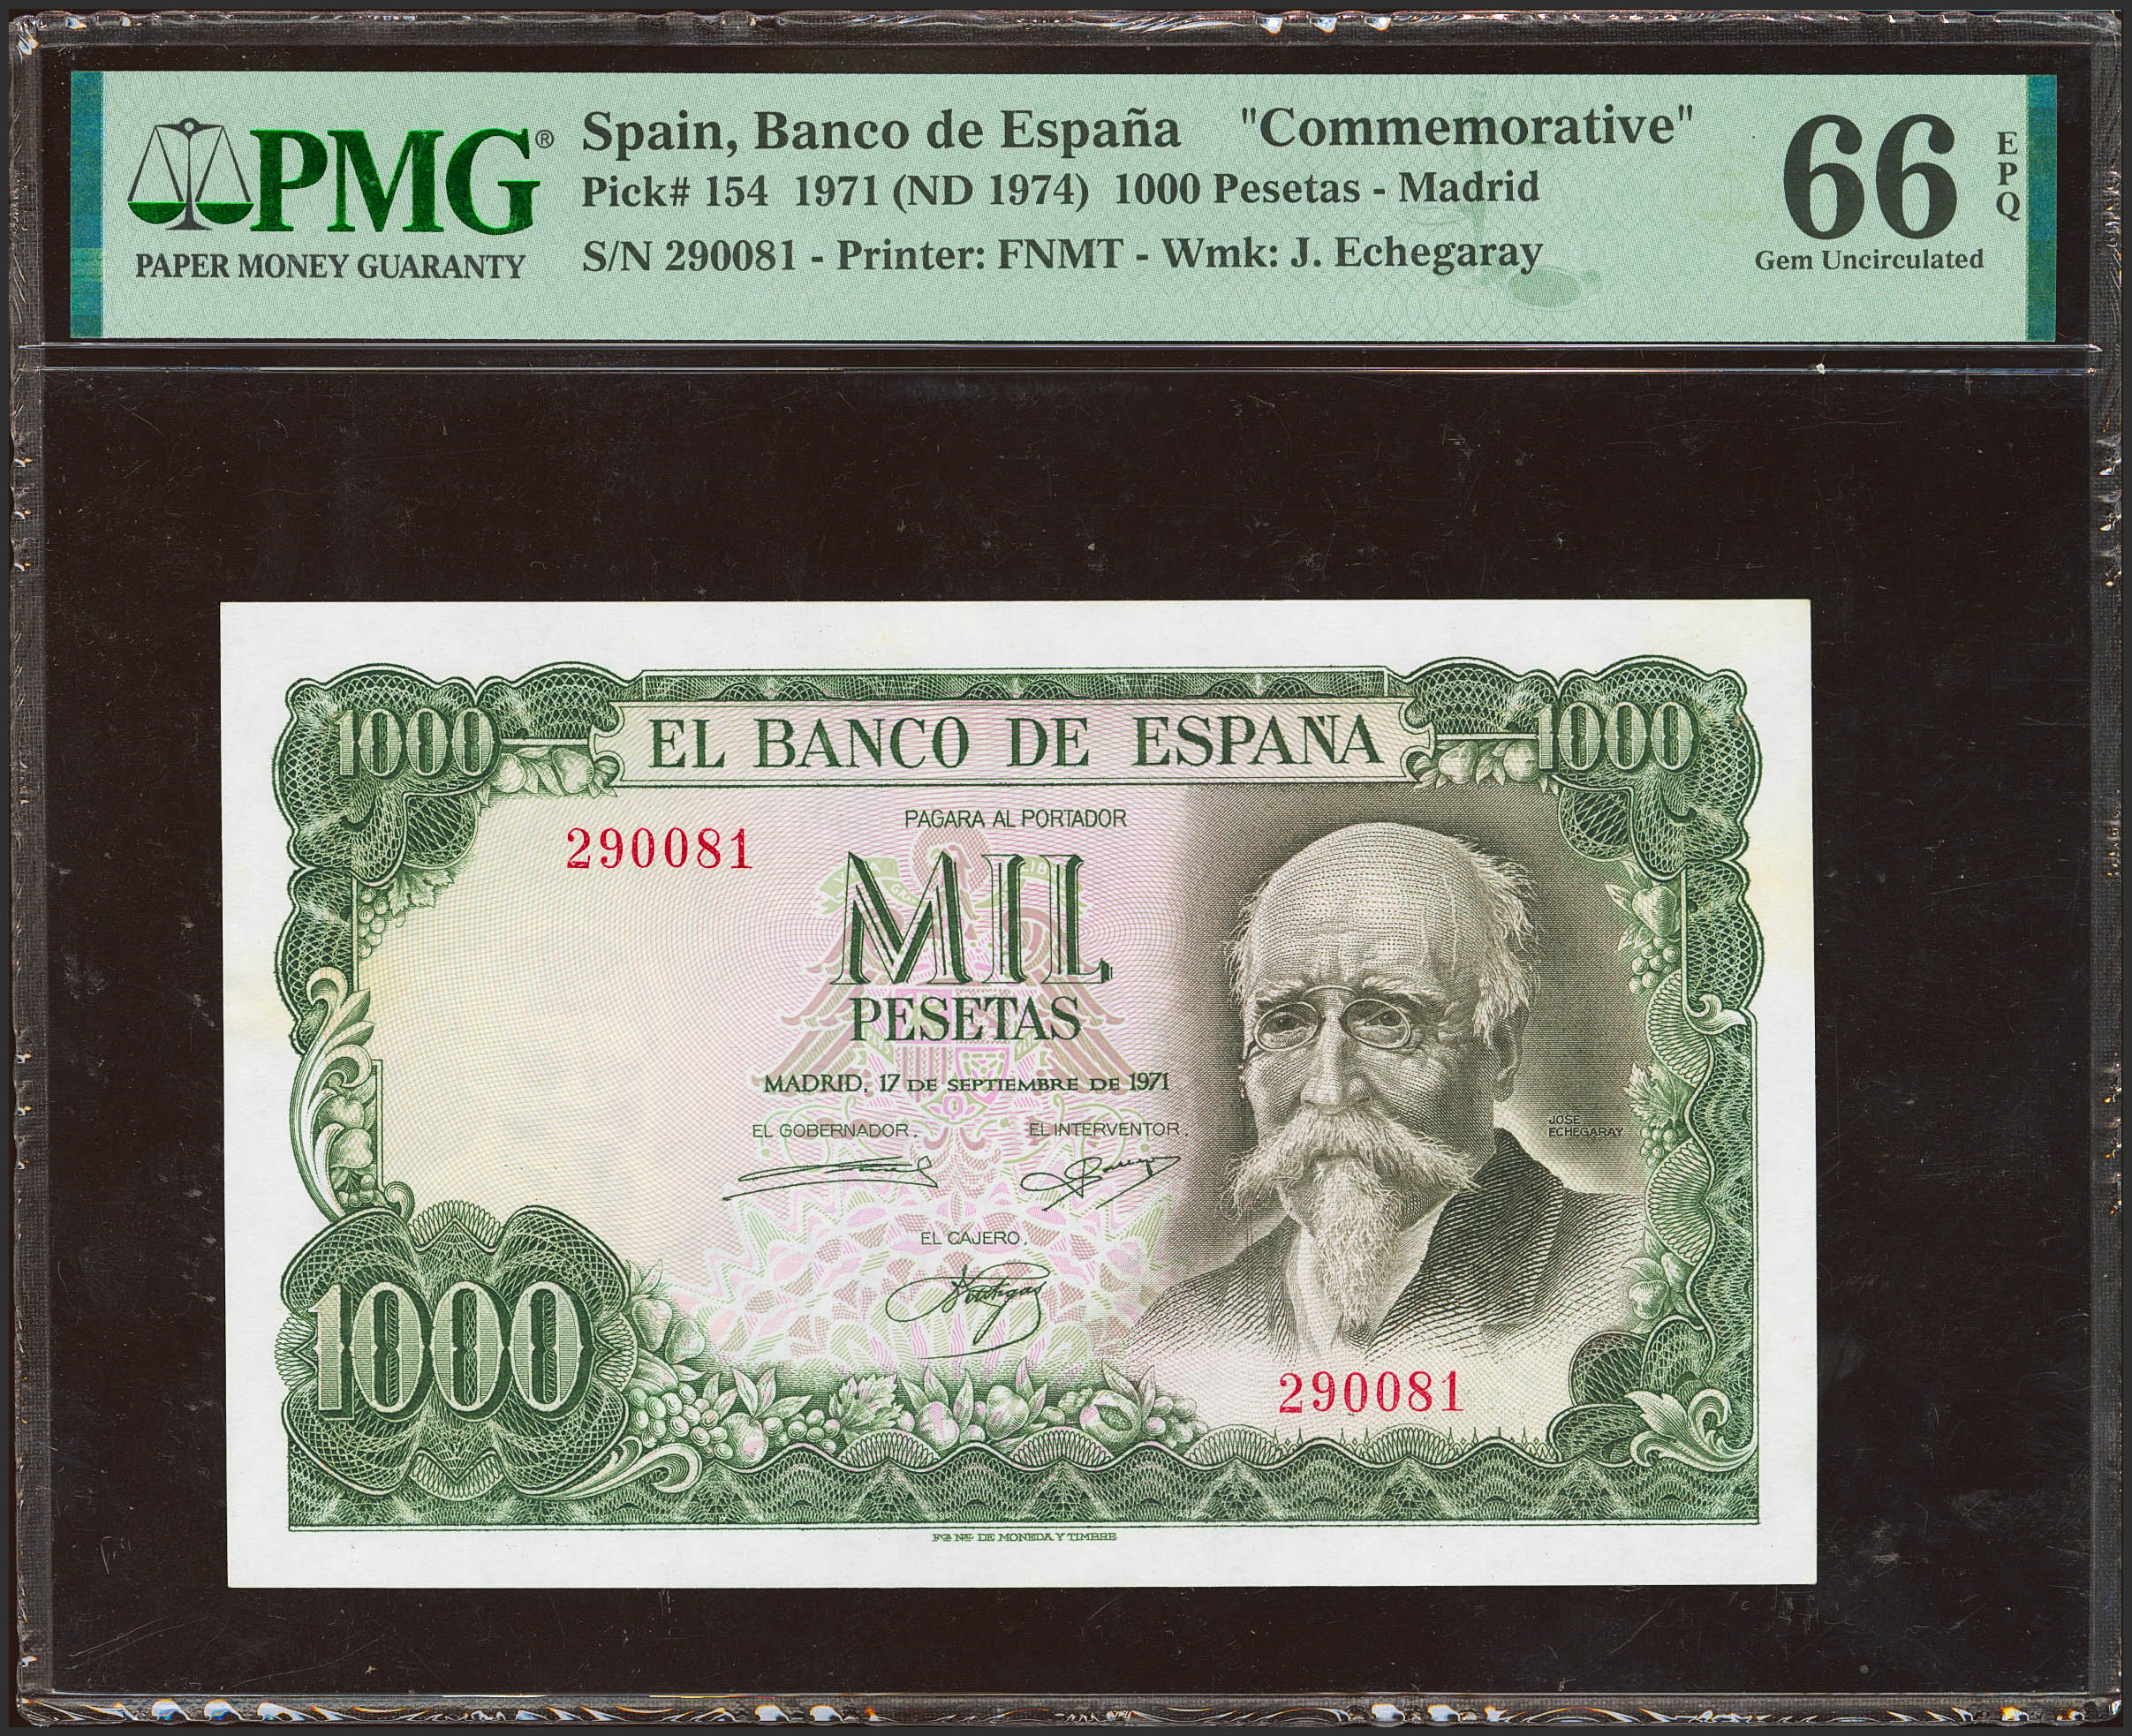 PMG®
PAPER MONEY GUARANTY
Spain, Banco de España "Commemorative"
Pick# 154 1971 (ND 1974) 1000 Pesetas - Madrid
S/N 290081 - Printer: FNMT - Wmk: J. Echegaray
66
EPQ
Gem Uncirculated
1000
EL BANCO DE ESPAÑA
1000
PAGARA AL PORTADOR
290081
MIL
PESETAS
MADRID, 17 DE SEPTIEMBRE DE 1971
EL GOBERNADOR,
EL INTERVENTOR,
JOSE
ECHEGARAY
EL CAJERO,
1000
290081
Fca Nal DE MONEDA Y TIMBRE